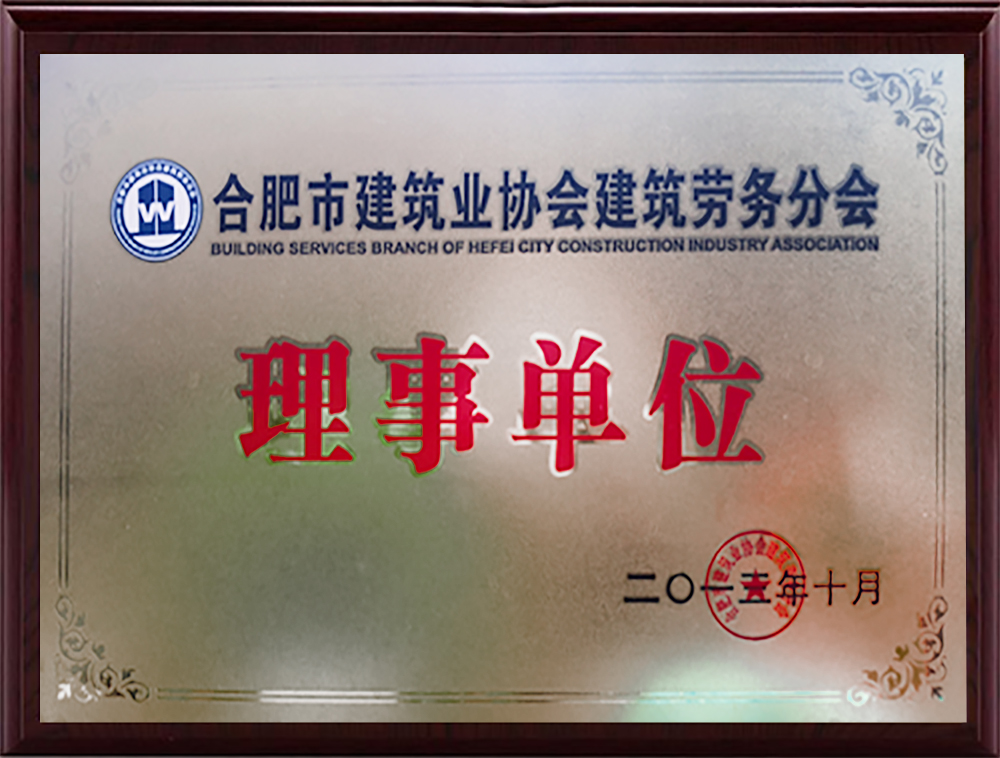 合肥市建筑业协会建筑劳务分会
BUILDING SERVICES BRANCH OF HEFEI CITY CONSTRUCTION INDUSTRY ASSOCIATION
理事单位
二〇一五年十月